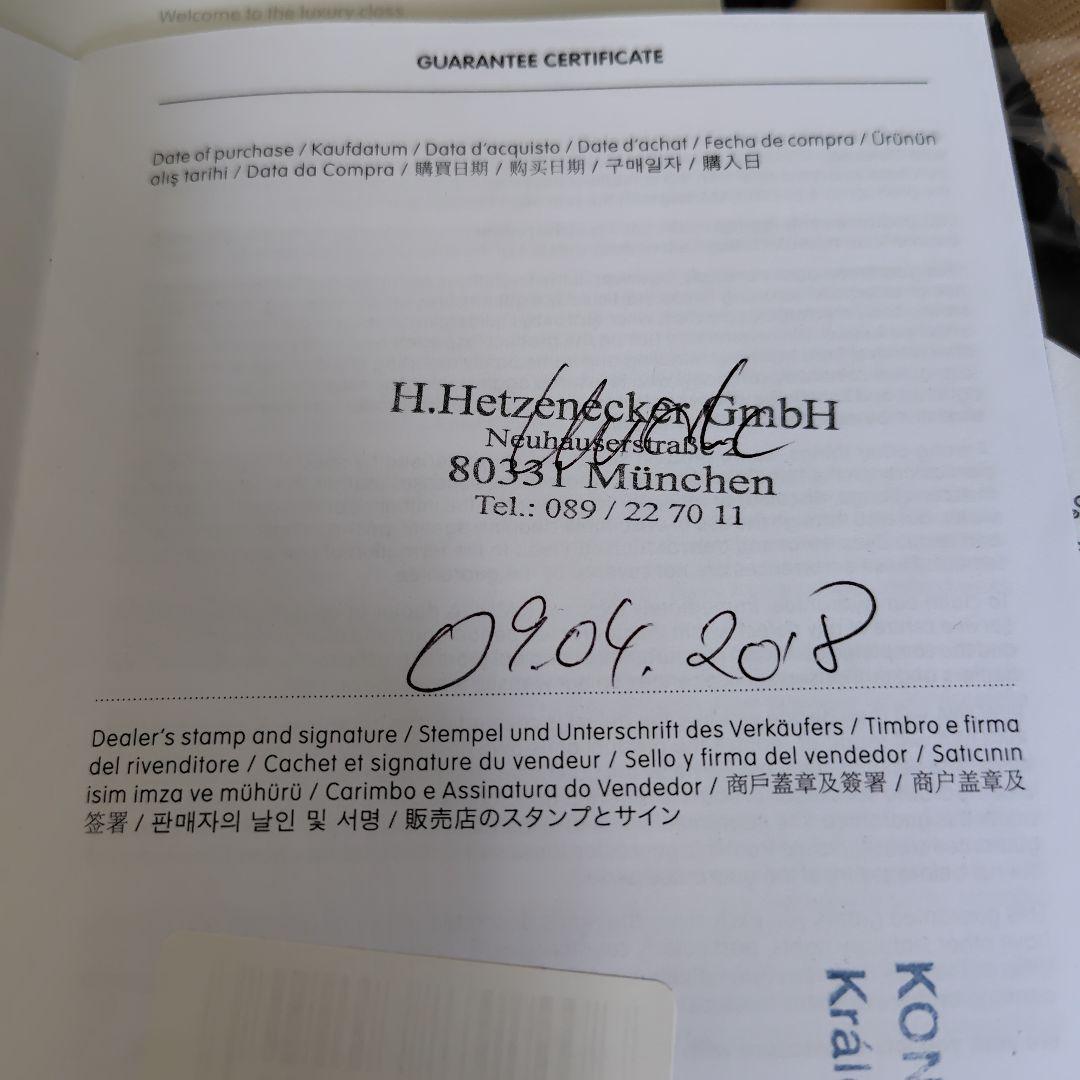 Welcome to the luxury class
GUARANTEE CERTIFICATE
Date of purchase / Kaufdatum / Data d'acquisto / Date d'achat / Fecha de compra / Ürünün
alış tarihi / Data da Compra / 購買日期 / 购买日期 / 구매일자 / 購入日
H.Hetzenecker GmbH
Neuhauserstraße 2
80331 München
Tel.: 089 / 22 70 11
09.04.2018
Dealer's stamp and signature / Stempel und Unterschrift des Verkäufers / Timbro e firma
del rivenditore / Cachet et signature du vendeur / Sello y firma del vendedor / Satıcının
isim imza ve mühürü / Carimbo e Assinatura do Vendedor / 商戶蓋章及簽署 / 商户盖章及
签署 / 판매자의 날인 및 서명 / 販売店のスタンプとサイン
KON
Král